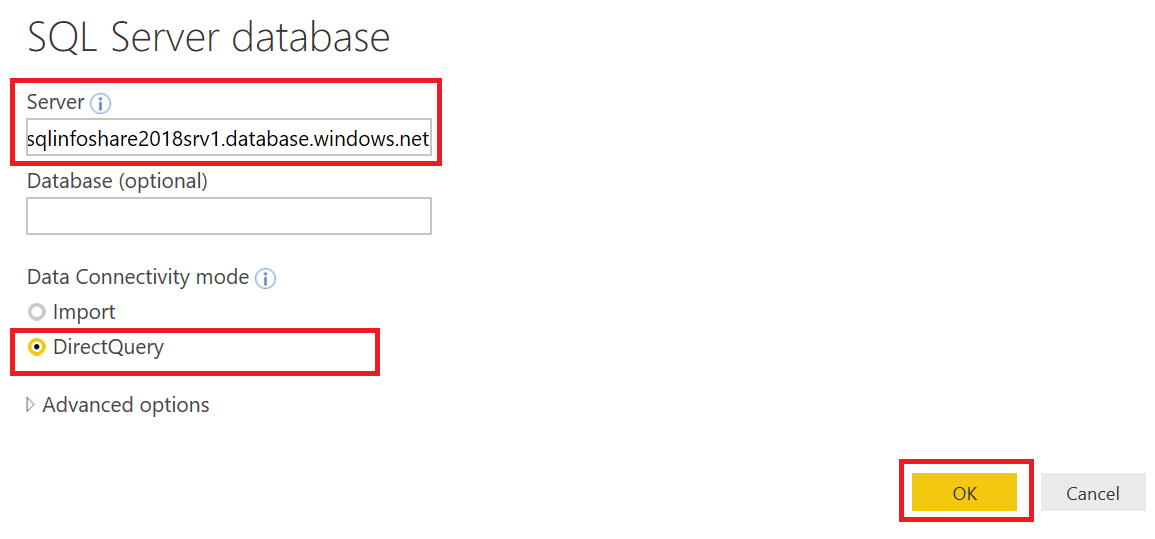 SQL Server database
Server
sqlinfoshare2018srv1.database.windows.net
Database (optional)
Data Connectivity mode
Import
DirectQuery
Advanced options
OK Cancel